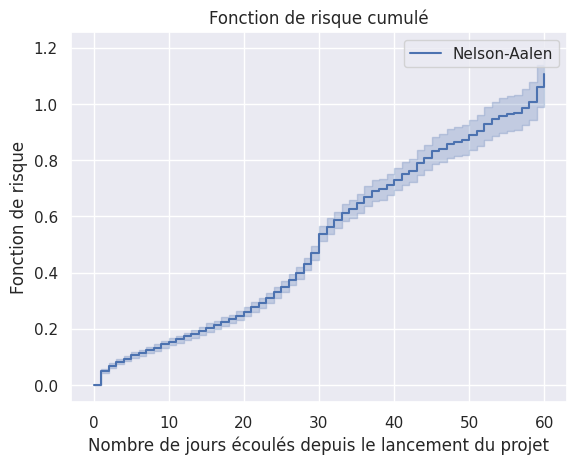 Fonction de risque cumulé
1.2
1.0
0.8
0.6
0.4
0.2
0.0
Fonction de risque
Nelson-Aalen
0 10 20 30 40 50 60
Nombre de jours écoulés depuis le lancement du projet